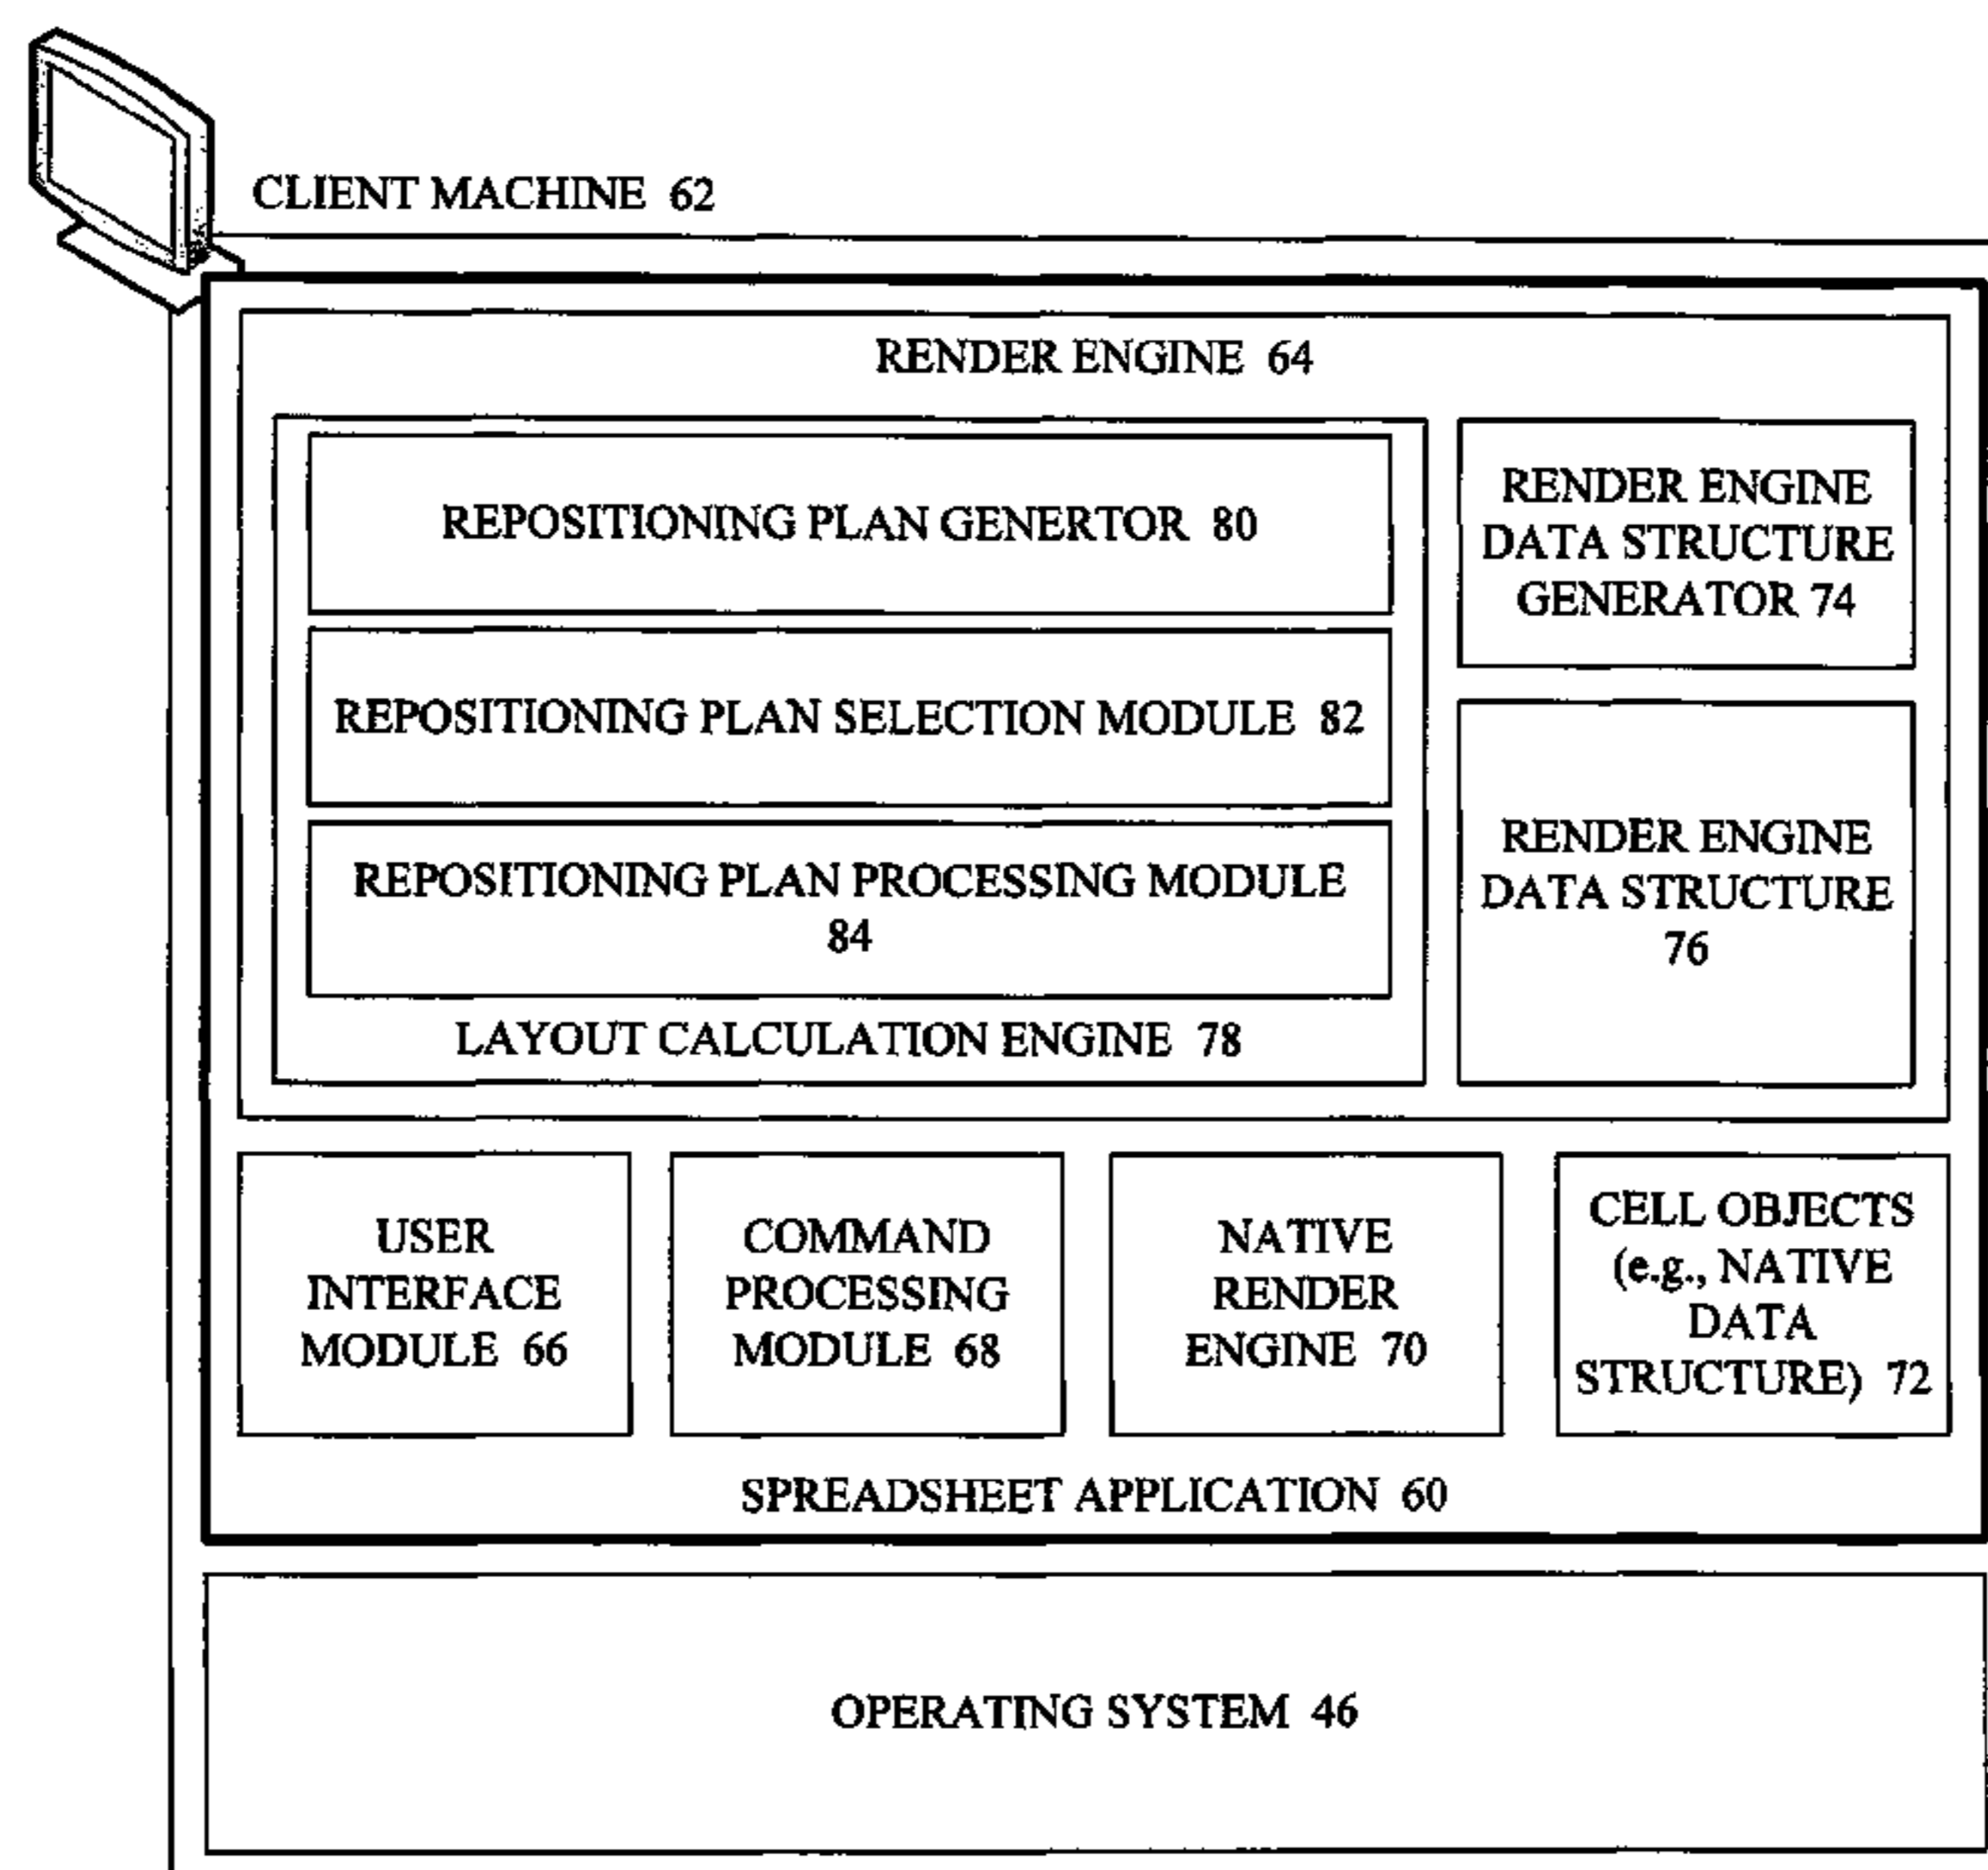 CLIENT MACHINE 62
RENDER ENGINE 64
REPOSITIONING PLAN GENERTOR 80
REPOSITIONING PLAN SELECTION MODULE 82
REPOSITIONING PLAN PROCESSING MODULE
84
LAYOUT CALCULATION ENGINE 78
RENDER ENGINE
DATA STRUCTURE
GENERATOR 74
RENDER ENGINE
DATA STRUCTURE
76
USER
INTERFACE
MODULE 66
COMMAND
PROCESSING
MODULE 68
NATIVE
RENDER
ENGINE 70
CELL OBJECTS
(e.g., NATIVE
DATA
STRUCTURE) 72
SPREADSHEET APPLICATION 60
OPERATING SYSTEM 46